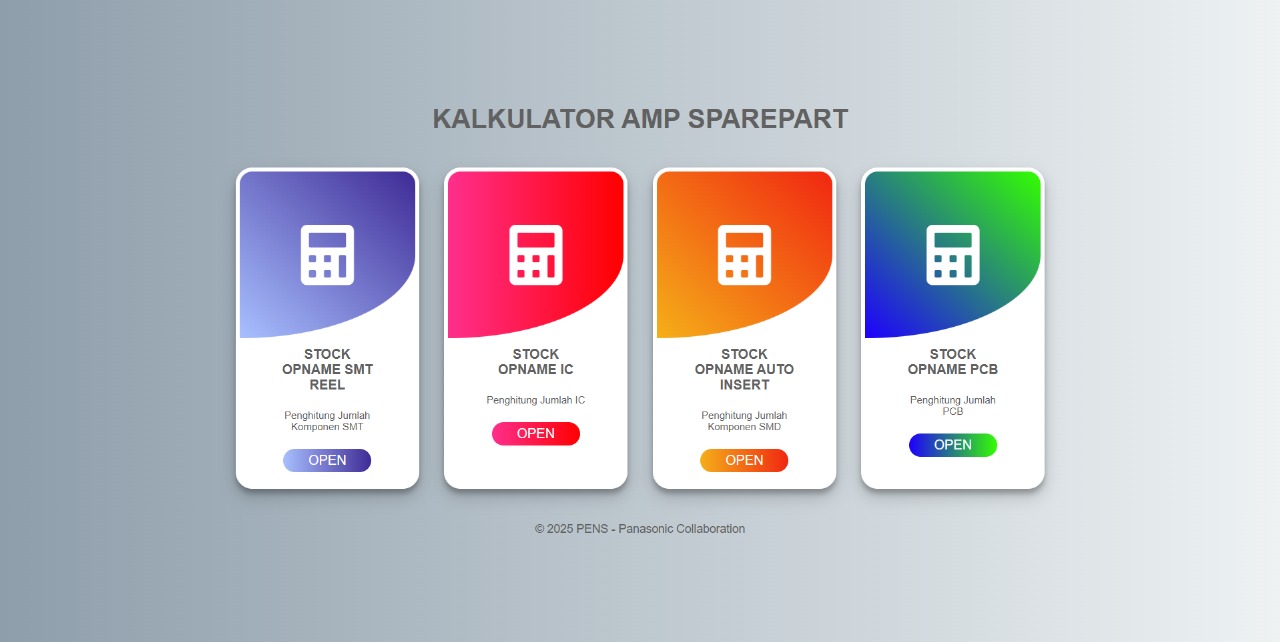 KALKULATOR AMP SPAREPART
STOCK
OPNAME SMT
REEL
Penghitung Jumlah
Komponen SMT
OPEN
STOCK
OPNAME IC
Penghitung Jumlah IC
OPEN
STOCK
OPNAME AUTO
INSERT
Penghitung Jumlah
Komponen SMD
OPEN
STOCK
OPNAME PCB
Penghitung Jumlah
PCB
OPEN
© 2025 PENS - Panasonic Collaboration